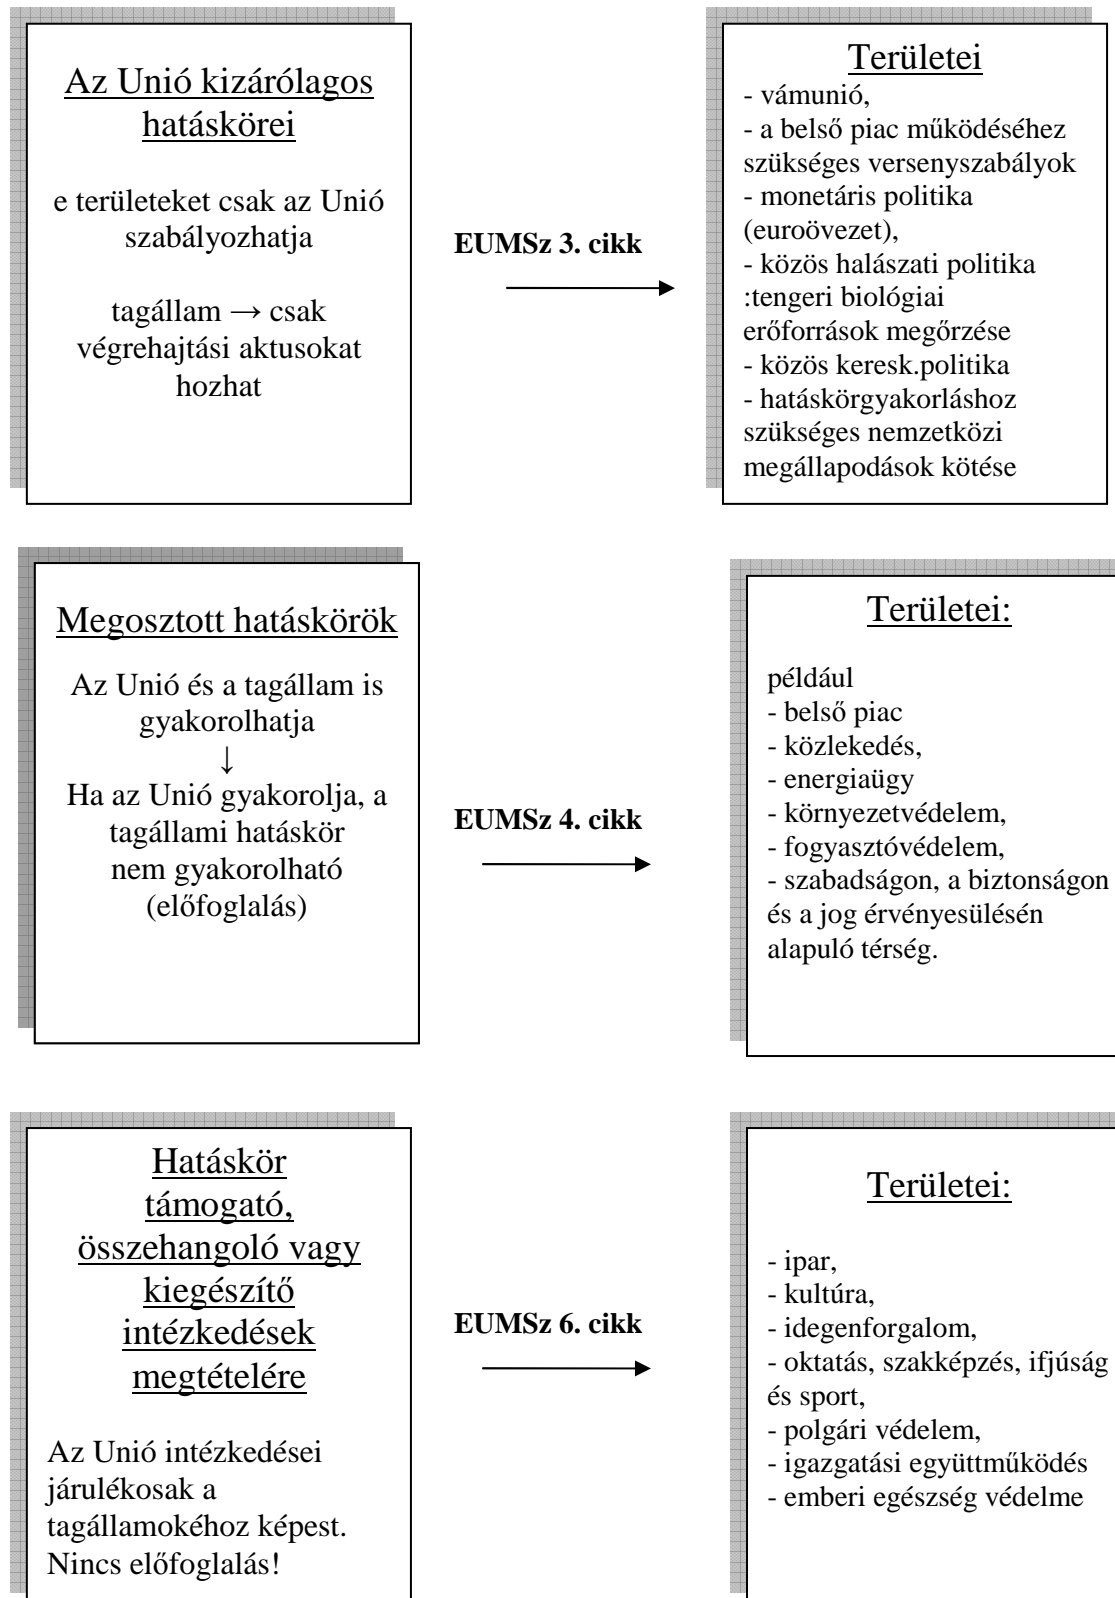 Az Unió kizárólagos
hatáskörei
e területeket csak az Unió
szabályozhatja
tagállam → csak
végrehajtási aktusokat
hozhat
EUMSz 3. cikk
Területei
- vámunió,
- a belső piac működéséhez
szükséges versenyszabályok
- monetáris politika
(euroövezet),
- közös halászati politika
:tengeri biológiai
erőforrások megőrzése
- közös keresk.politika
- hatáskörgyakorláshoz
szükséges nemzetközi
megállapodások kötése
Megosztott hatáskörök
Az Unió és a tagállam is
gyakorolhatja
↓
Ha az Unió gyakorolja, a
tagállami hatáskör
nem gyakorolható
(előfoglalás)
EUMSz 4. cikk
Területei:
például
- belső piac
- közlekedés,
- energiaügy
- környezetvédelem,
- fogyasztóvédelem,
- szabadságon, a biztonságon
és a jog érvényesülésén
alapuló térség.
Hatáskör
támogató,
összehangoló vagy
kiegészítő
intézkedések
megtételére
Az Unió intézkedései
járulékosak a
tagállamokéhoz képest.
Nincs előfoglalás!
EUMSz 6. cikk
Területei:
- ipar,
- kultúra,
- idegenforgalom,
- oktatás, szakképzés, ifjúság
és sport,
- polgári védelem,
- igazgatási együttműködés
- emberi egészség védelme